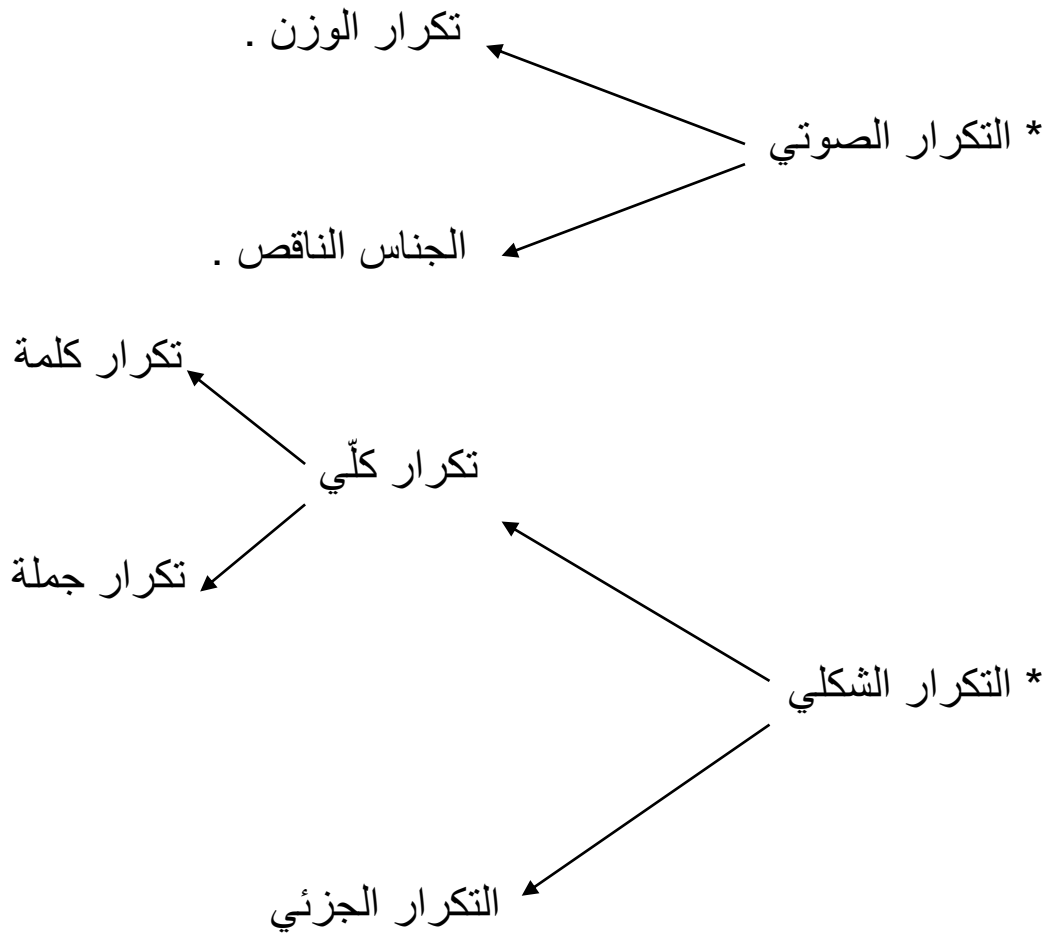 تكرار الوزن .
* التكرار الصوتي
الجناس الناقص .
تكرار كلمة
تكرار كلّي
تكرار جملة
* التكرار الشكلي
التكرار الجزئي